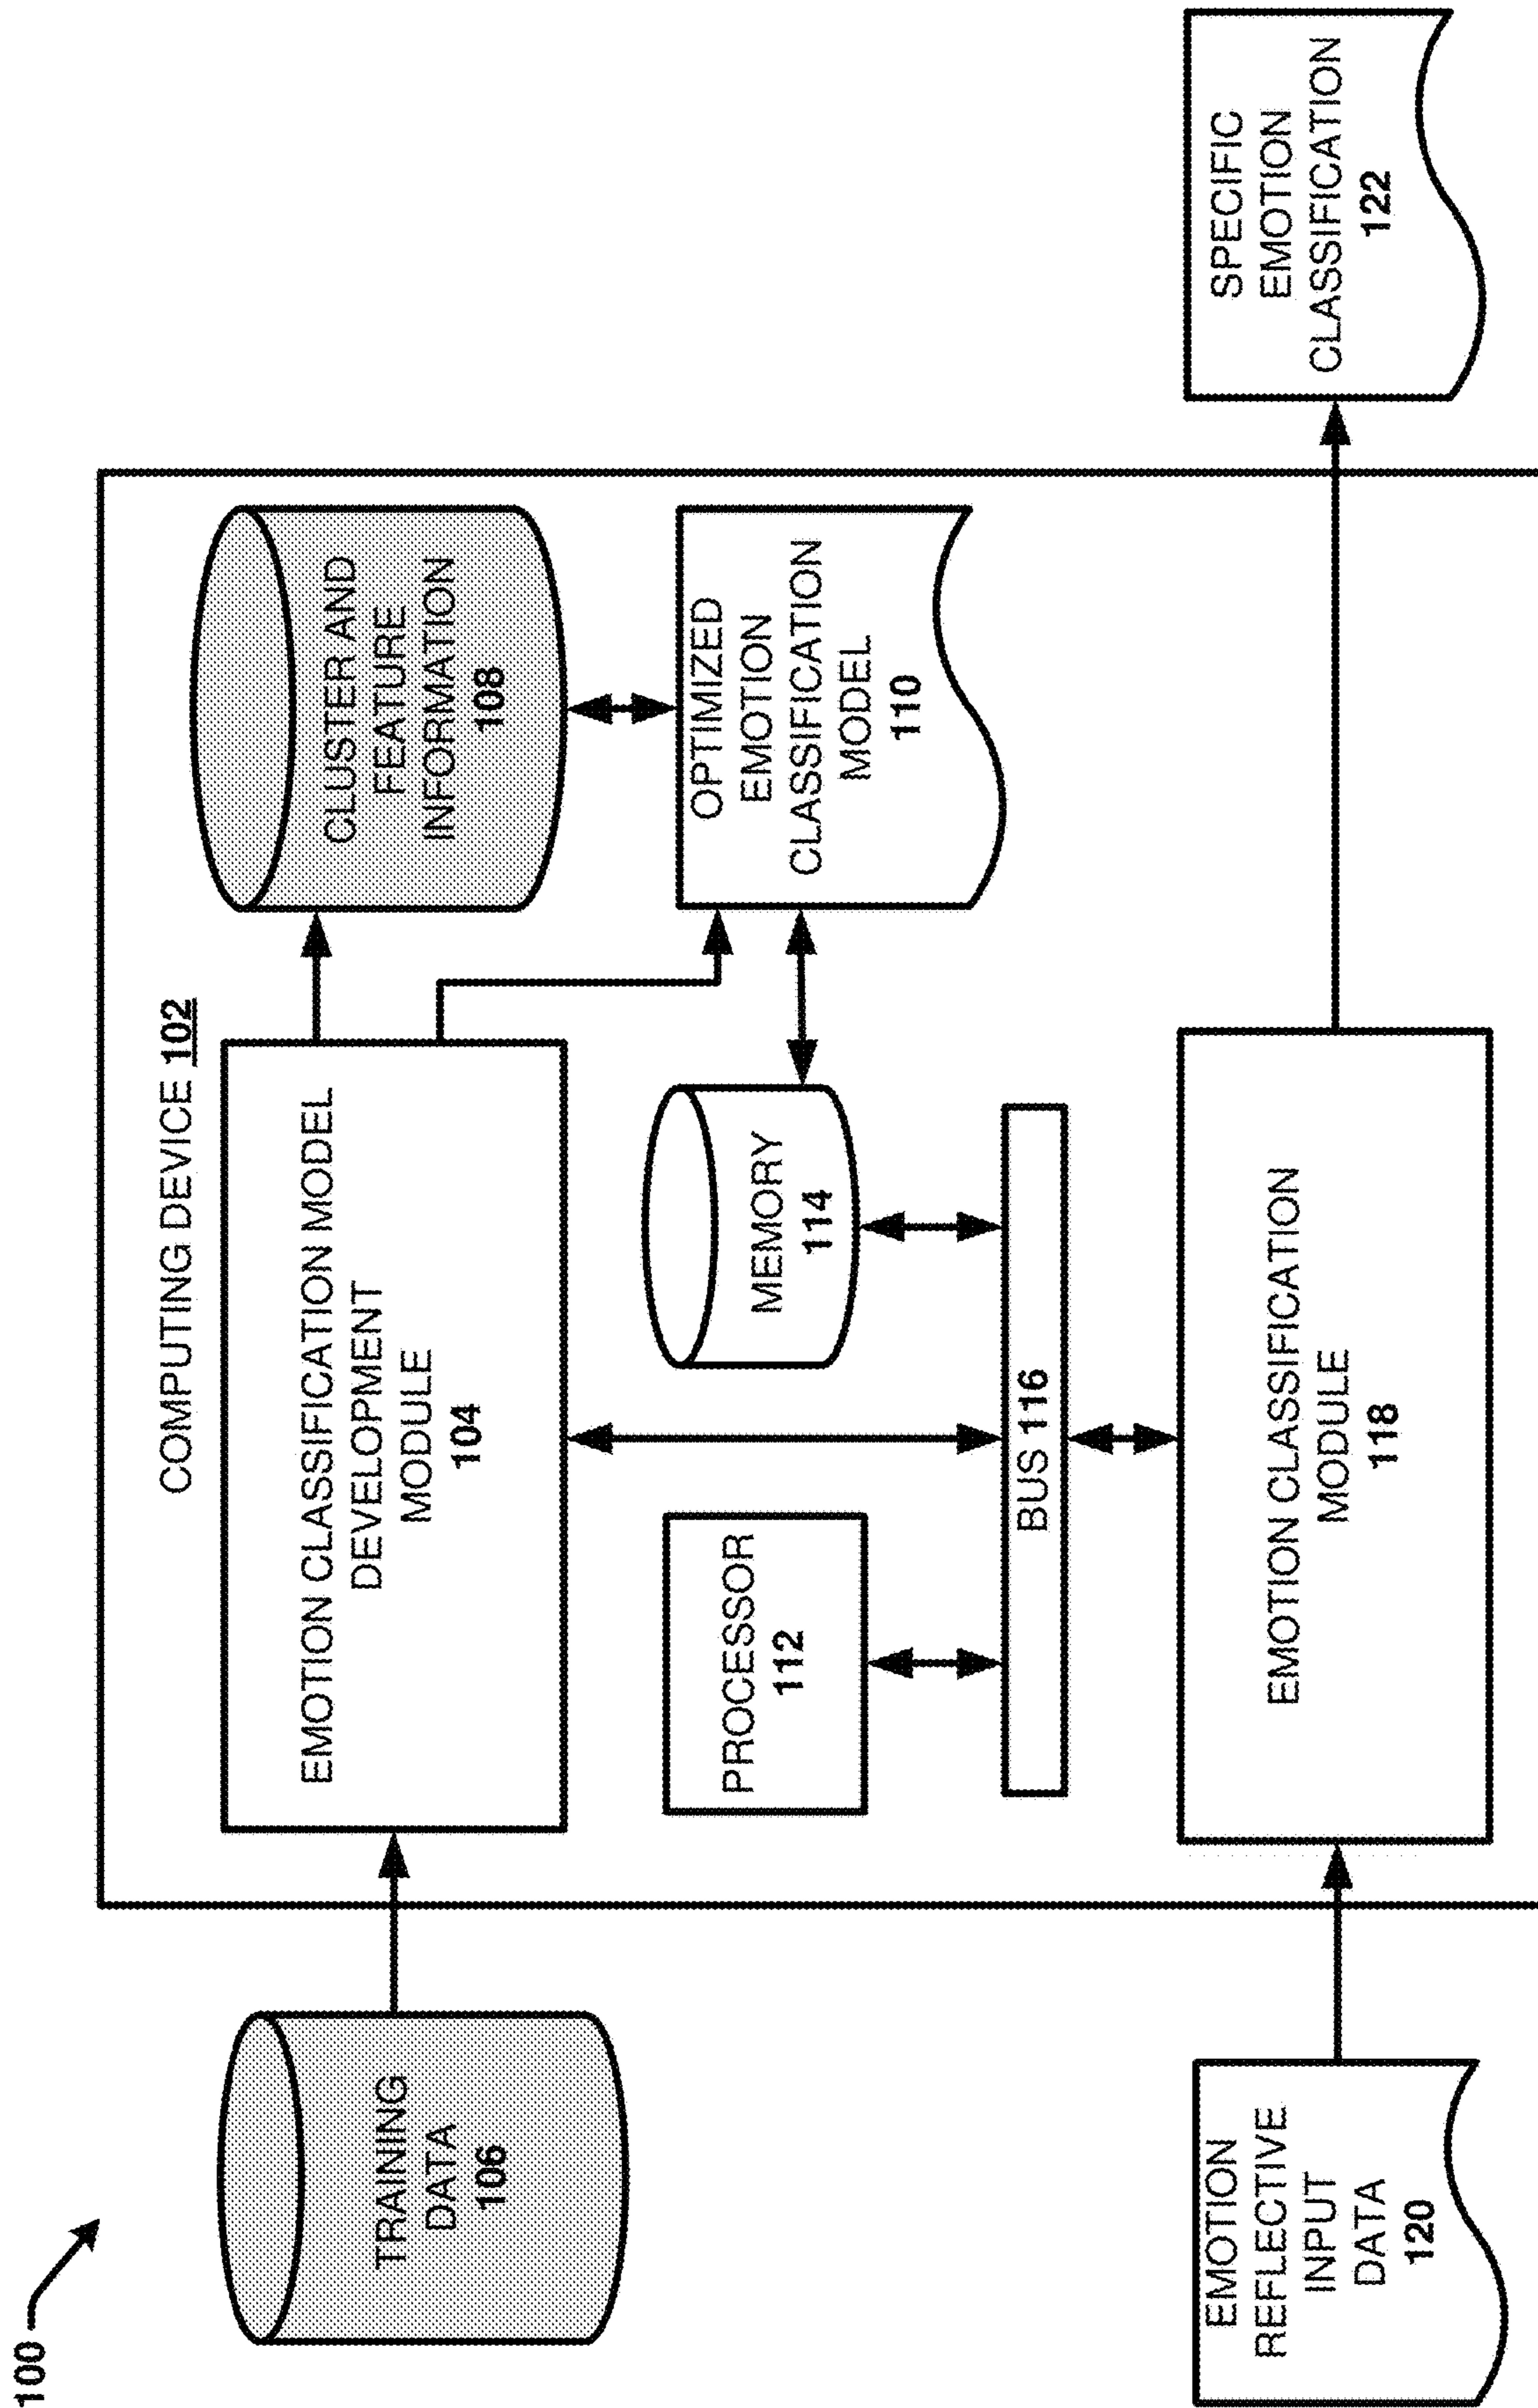 100
COMPUTING DEVICE 102
TRAINING
DATA
106
EMOTION CLASSIFICATION MODEL
DEVELOPMENT
MODULE
104
CLUSTER AND
FEATURE
INFORMATION
108
PROCESSOR
112
MEMORY
114
OPTIMIZED
EMOTION
CLASSIFICATION
MODEL
110
BUS 116
EMOTION
REFLECTIVE
INPUT
DATA
120
EMOTION CLASSIFICATION
MODULE
118
SPECIFIC
EMOTION
CLASSIFICATION
122